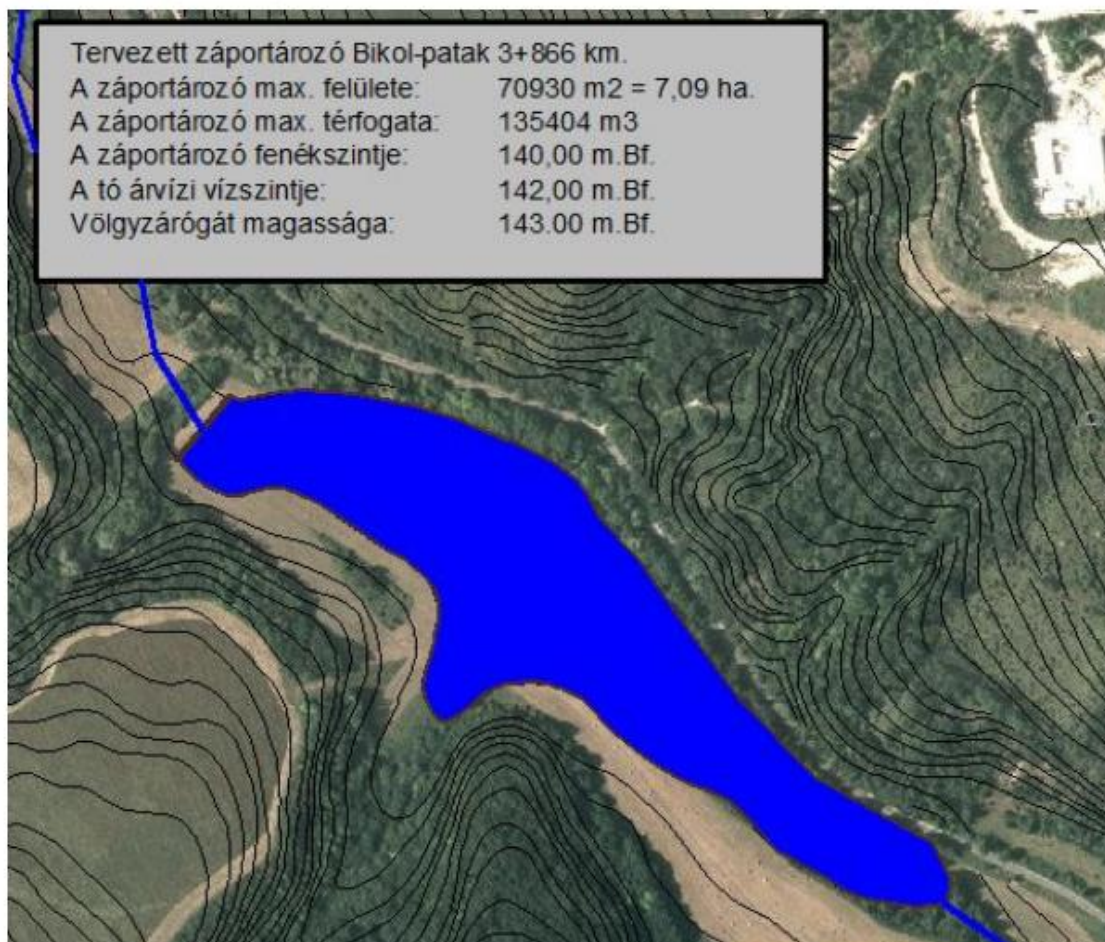 Tervezett záportározó Bikol-patak 3+866 km.
A záportározó max. felülete: 70930 m2 = 7,09 ha.
A záportározó max. térfogata: 135404 m3
A záportározó fenékszintje: 140,00 m.Bf.
A tó árvízi vízszintje: 142,00 m.Bf.
Völgyzárógát magassága: 143.00 m.Bf.